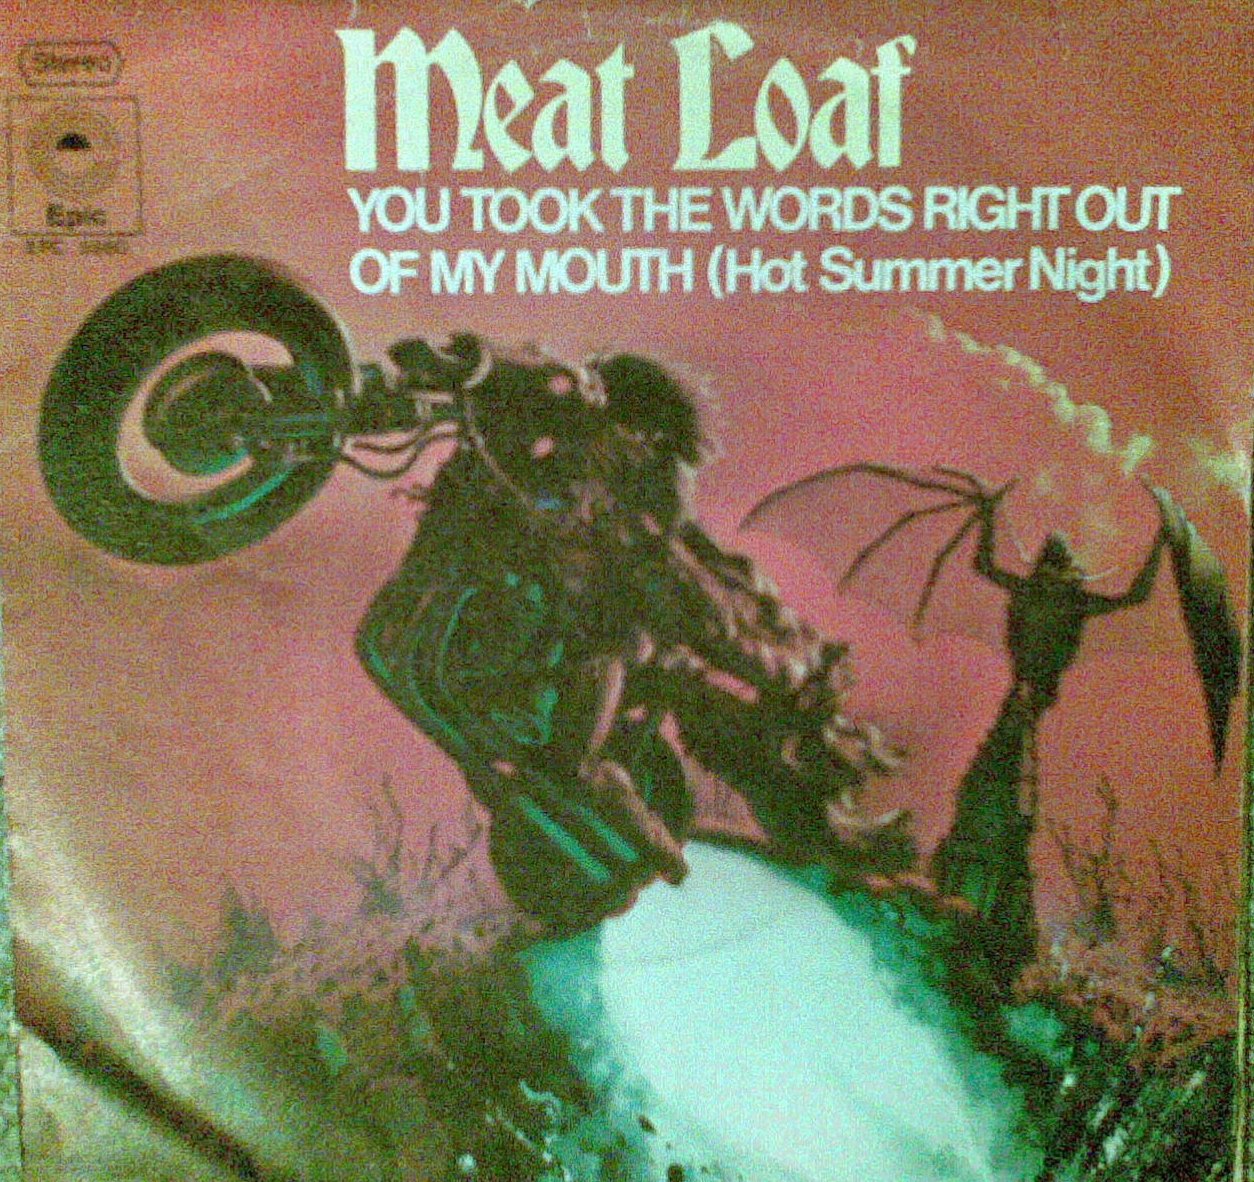 Stereo
Epic
Meat Loaf
YOU TOOK THE WORDS RIGHT OUT
OF MY MOUTH (Hot Summer Night)